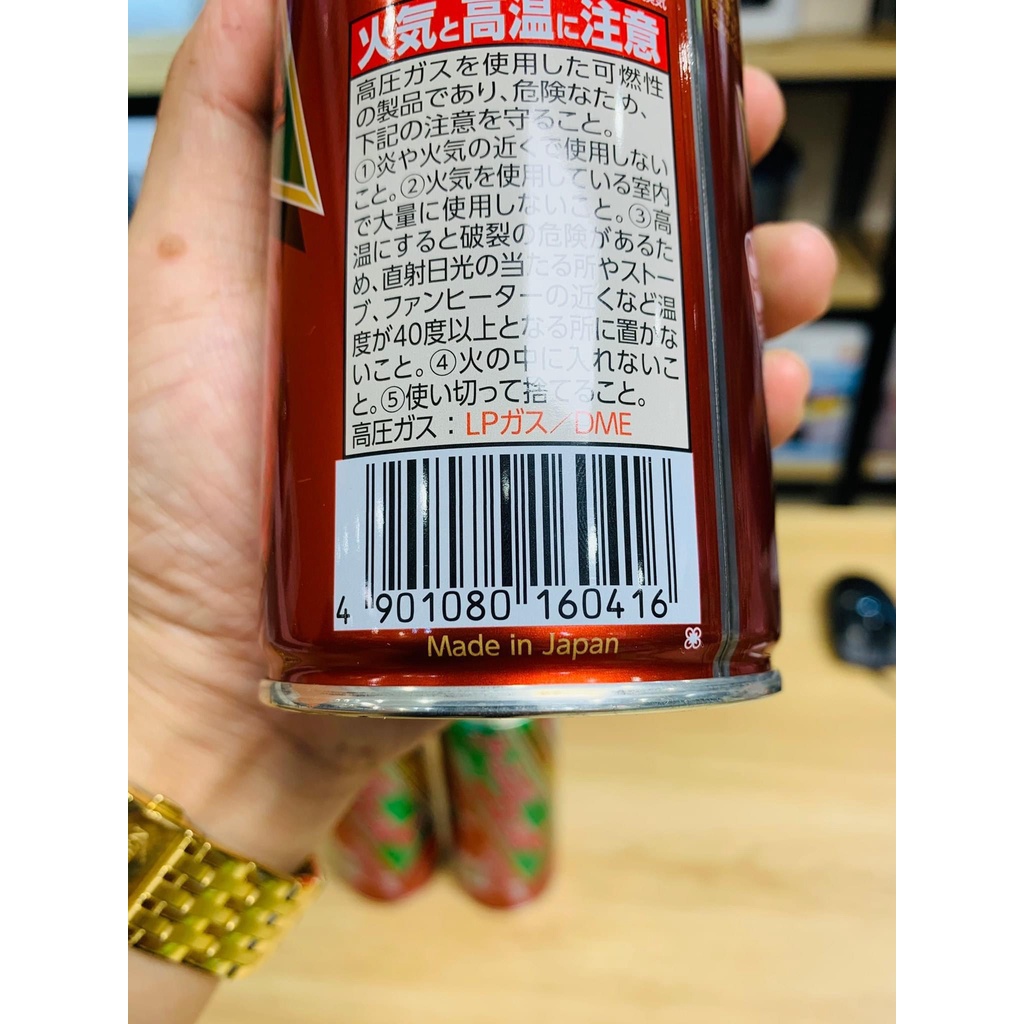 火気と高温に注意
高圧ガスを使用した可燃性
の製品であり、危険なため、
下記の注意を守ること。
①炎や火気の近くで使用しない
こと。②火気を使用している室内
で大量に使用しないこと。③高
温にすると破裂の危険があるた
め、直射日光の当たる所やストー
ブ、ファンヒーターの近くなど温
度が40度以上となる所に置かな
いこと。④火の中に入れないこ
と。⑤使い切って捨てること。
高圧ガス：LPガス／DME
4 901080 160416
Made in Japan